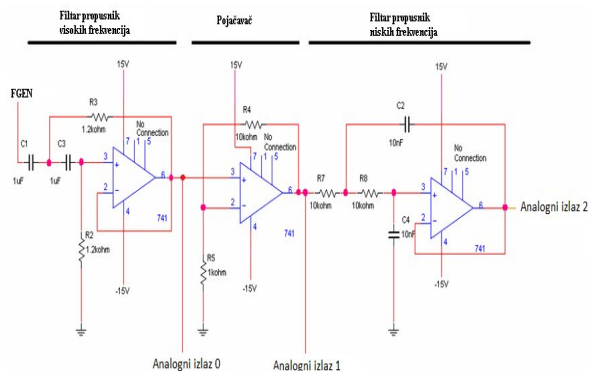 Filtar propusnik
visokih frekvencija
Pojačavač
Filtar propusnik
niskih frekvencija
FGEN
15V
R3
1.2kohm
No
Connection
7 1 5
C1
1uF
C3
1uF
3
+
2
−
6
4
741
R2
1.2kohm
-15V
15V
R4
10kohm
No
Connection
7 1 5
3
+
2
−
6
4
741
R5
1kohm
-15V
15V
C2
10nF
No
Connection
7 1 5
R7
10kohm
R8
10kohm
3
+
2
−
6
4
741
C4
10nF
-15V
Analogni izlaz 2
Analogni izlaz 0
Analogni izlaz 1